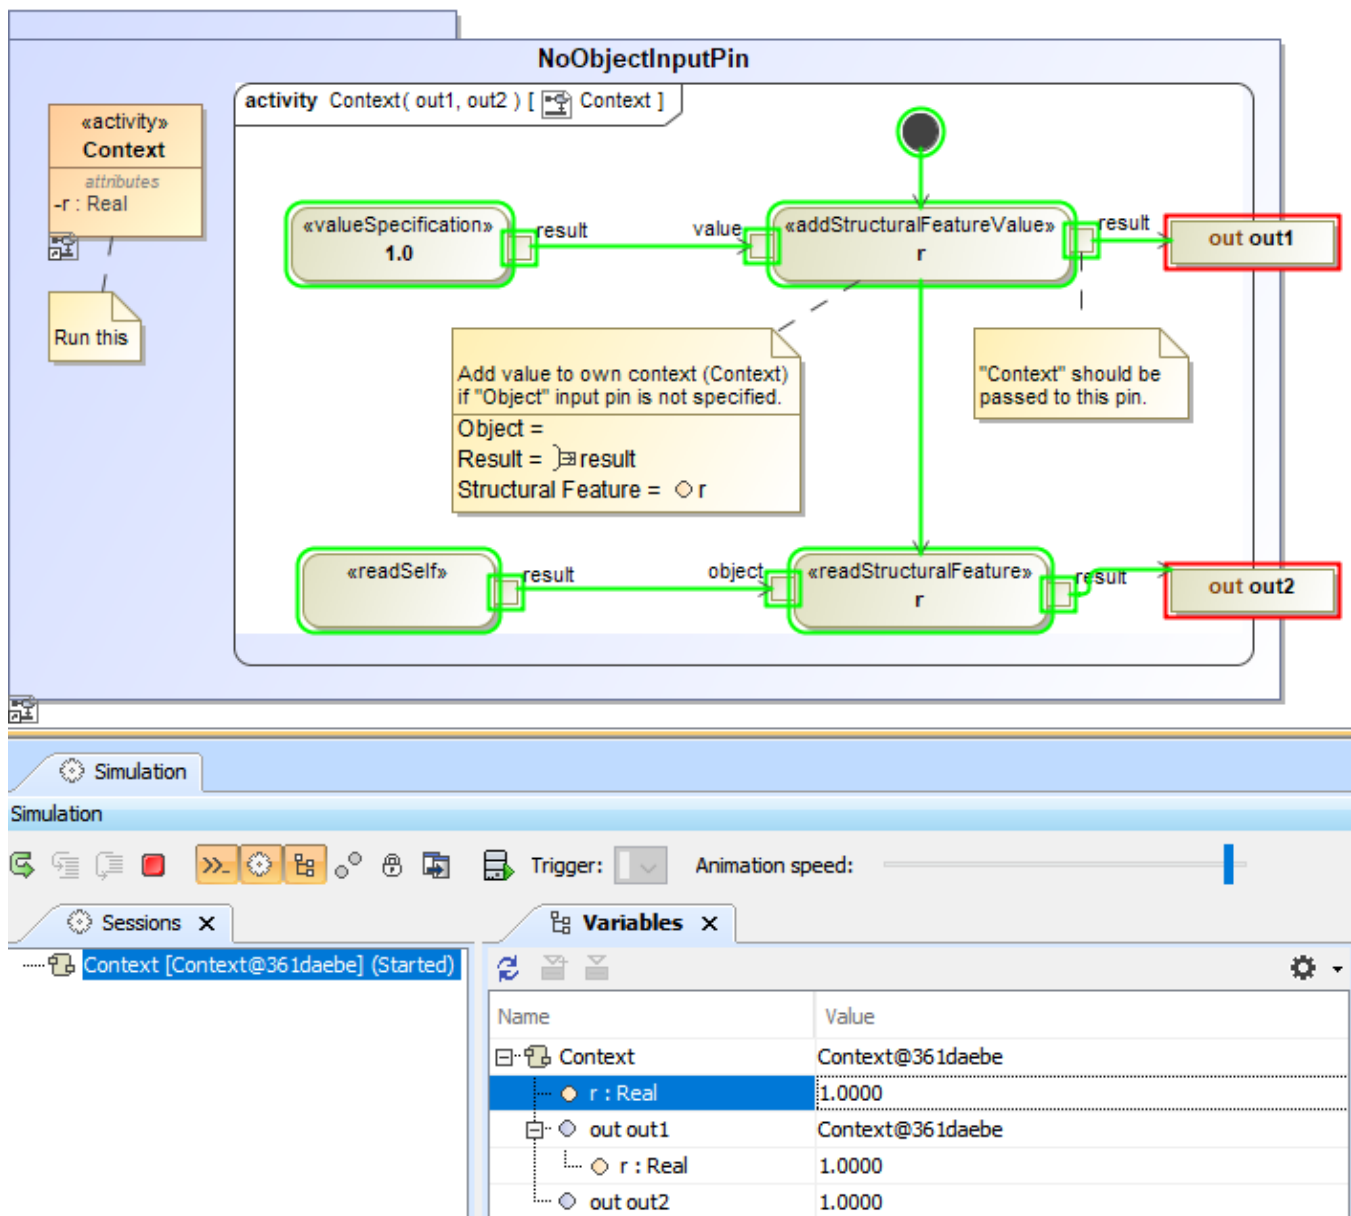 NoObjectInputPin
activity Context( out1, out2 ) [ Context ]
«activity»
Context
attributes
-r : Real
Run this
«valueSpecification»
1.0
result
value
«addStructuralFeatureValue»
r
result
out out1
Add value to own context (Context)
if "Object" input pin is not specified.
Object =
Result = result
Structural Feature = r
"Context" should be
passed to this pin.
«readSelf»
result
object
«readStructuralFeature»
r
result
out out2
Simulation
Simulation
Trigger:
Animation speed:
Sessions
Variables
Context [Context@361daebe] (Started)
Name Value
Context Context@361daebe
r : Real 1.0000
out out1 Context@361daebe
r : Real 1.0000
out out2 1.0000